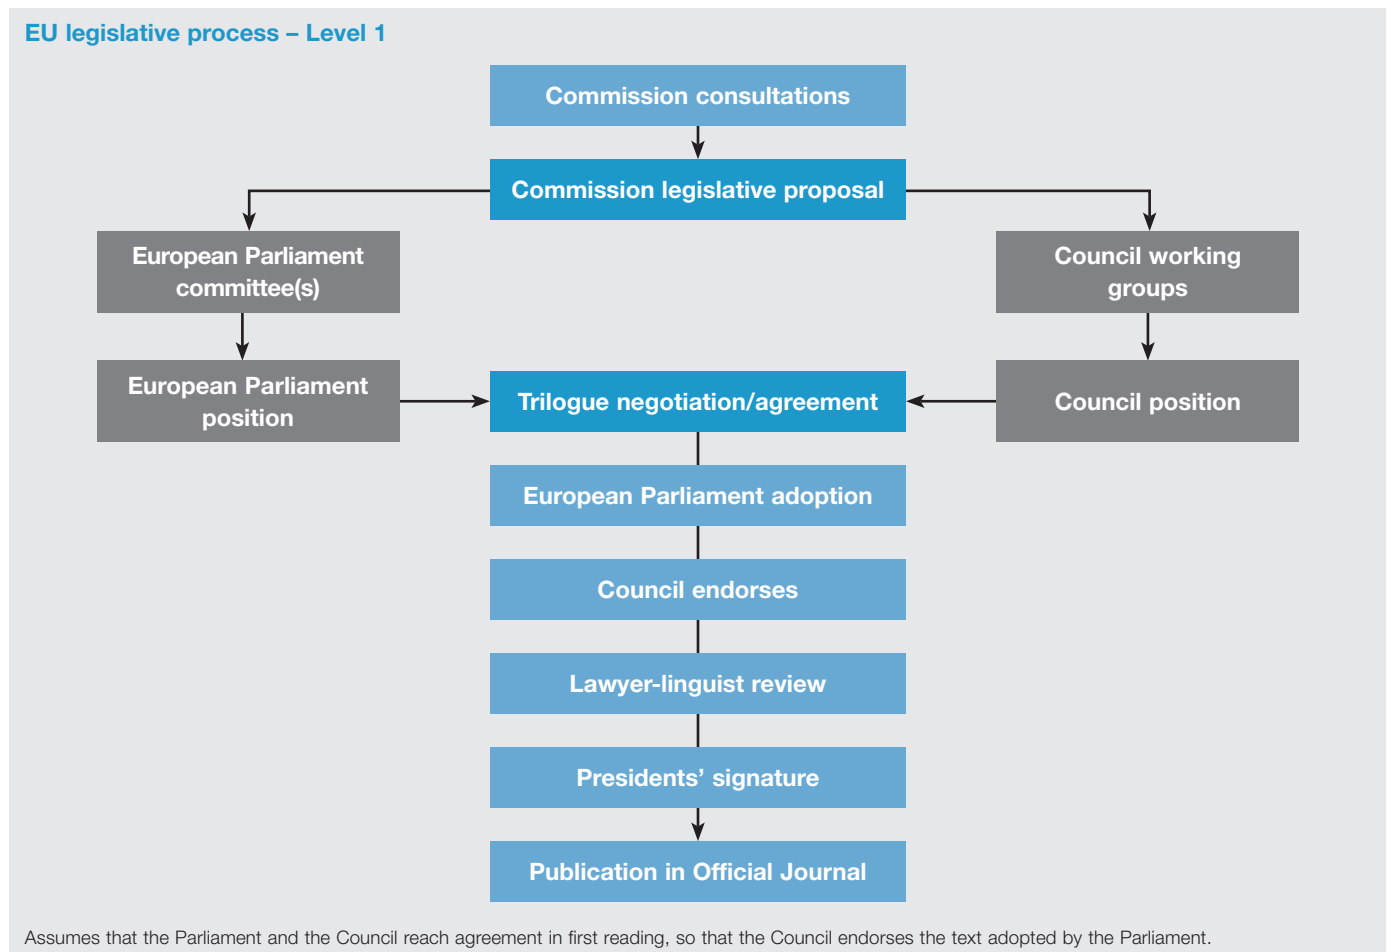 EU legislative process – Level 1
Commission consultations
Commission legislative proposal
European Parliament
committee(s)
Council working
groups
European Parliament
position
Trilogue negotiation/agreement
Council position
European Parliament adoption
Council endorses
Lawyer-linguist review
Presidents’ signature
Publication in Official Journal
Assumes that the Parliament and the Council reach agreement in first reading, so that the Council endorses the text adopted by the Parliament.